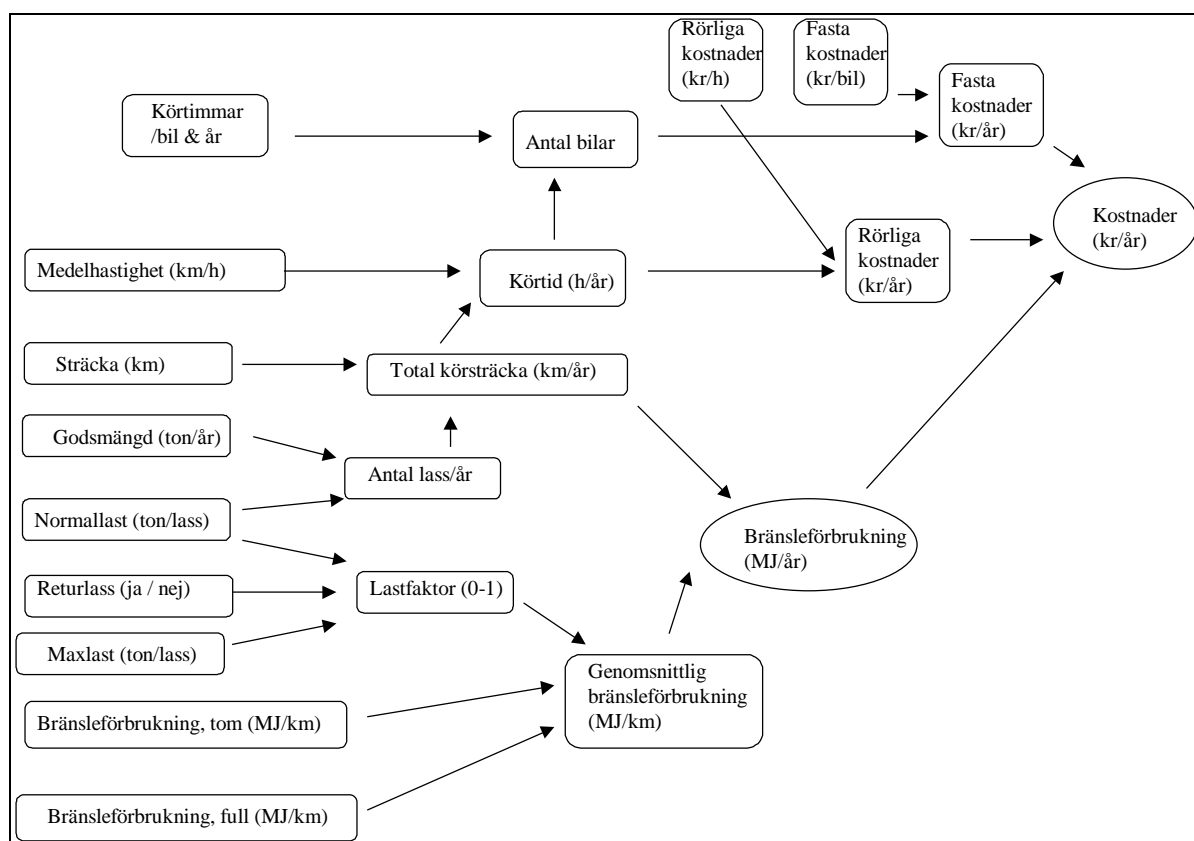 Rörliga
kostnader
(kr/h)
Fasta
kostnader
(kr/bil)
Fasta
kostnader
(kr/år)
Körtimmar
/bil & år
Antal bilar
Kostnader
(kr/år)
Rörliga
kostnader
(kr/år)
Medelhastighet (km/h)
Körtid (h/år)
Sträcka (km)
Total körsträcka (km/år)
Godsmängd (ton/år)
Antal lass/år
Normallast (ton/lass)
Bränsleförbrukning
(MJ/år)
Returlass (ja / nej)
Lastfaktor (0-1)
Maxlast (ton/lass)
Genomsnittlig
bränsleförbrukning
(MJ/km)
Bränsleförbrukning, tom (MJ/km)
Bränsleförbrukning, full (MJ/km)